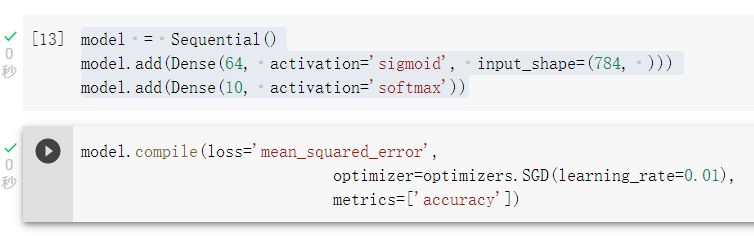 [13] model = Sequential()
0
秒
model.add(Dense(64, activation='sigmoid', input_shape=(784, )))
model.add(Dense(10, activation='softmax'))
0
秒
model.compile(loss='mean_squared_error',
optimizer=optimizers.SGD(learning_rate=0.01),
metrics=['accuracy'])